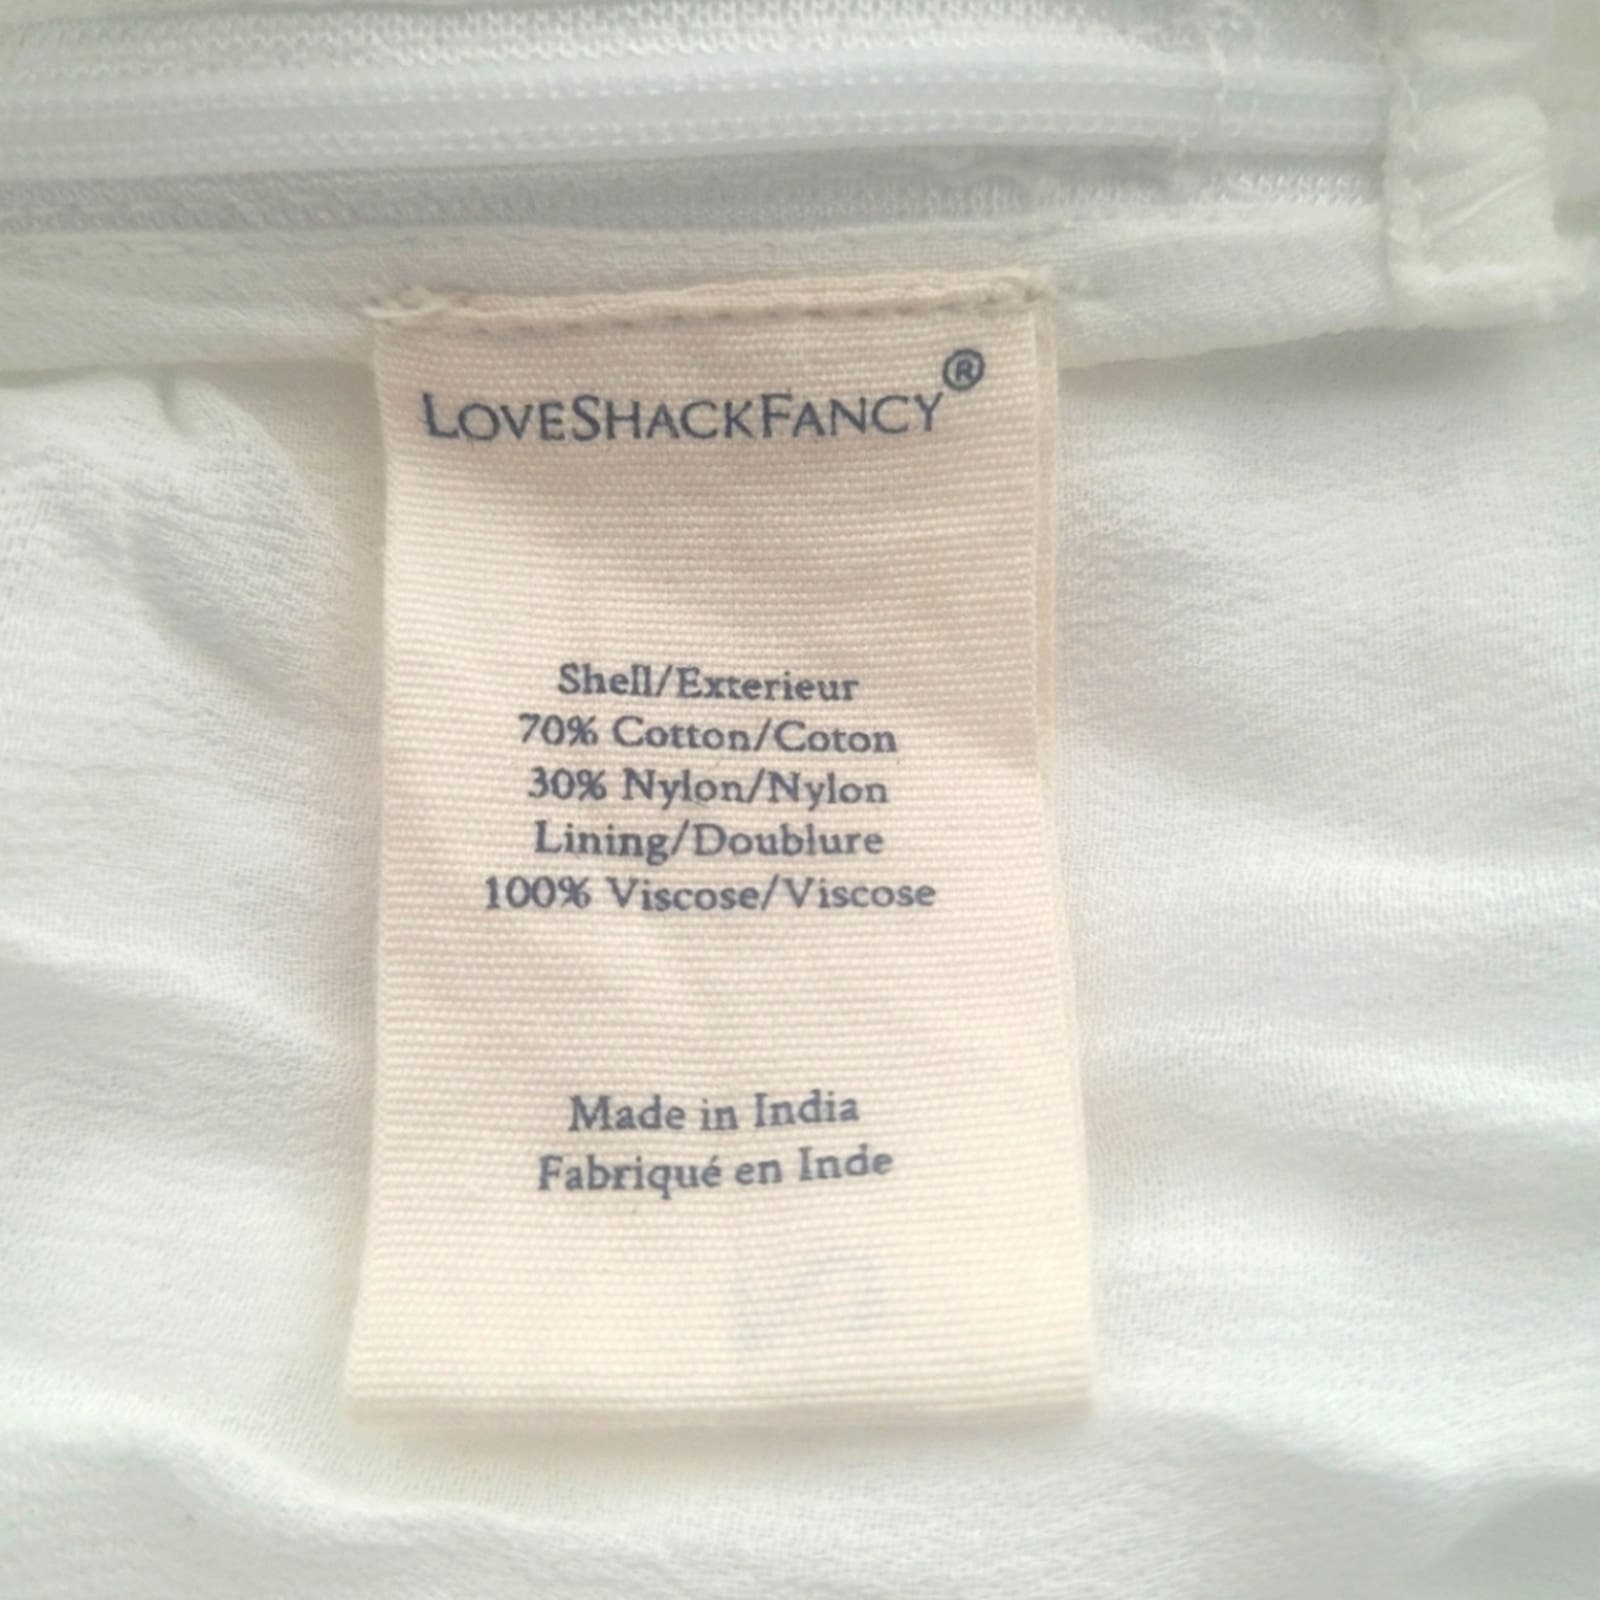 LOVESHACKFANCY®
Shell/Exterieur
70% Cotton/Coton
30% Nylon/Nylon
Lining/Doublure
100% Viscose/Viscose
Made in India
Fabriqué en Inde